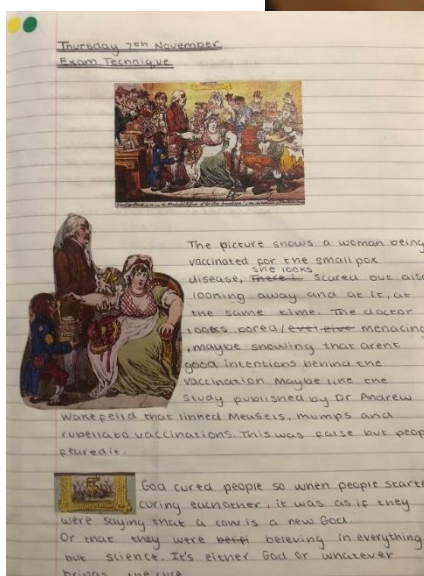 Thursday 7th November
Exam Technique
The picture shows a woman being
vaccinated for the small pox
disease, There i she looks scared but also
looking away and at it, at
the same time. The doctor
looks bored/ menacing
, maybe showing that arent
good intentions behind the
vaccination Maybe like the
study published by Dr Andrew
Wakefeild that linked Measels, mumps and
rubella to vaccinations. This was false but peop
feared it.
God cured people so when people starte
curing eachother, it was as if they
were saying that a cow is a new God.
Or that they were beleving in everything
but science. It's either God or whatever
brings the